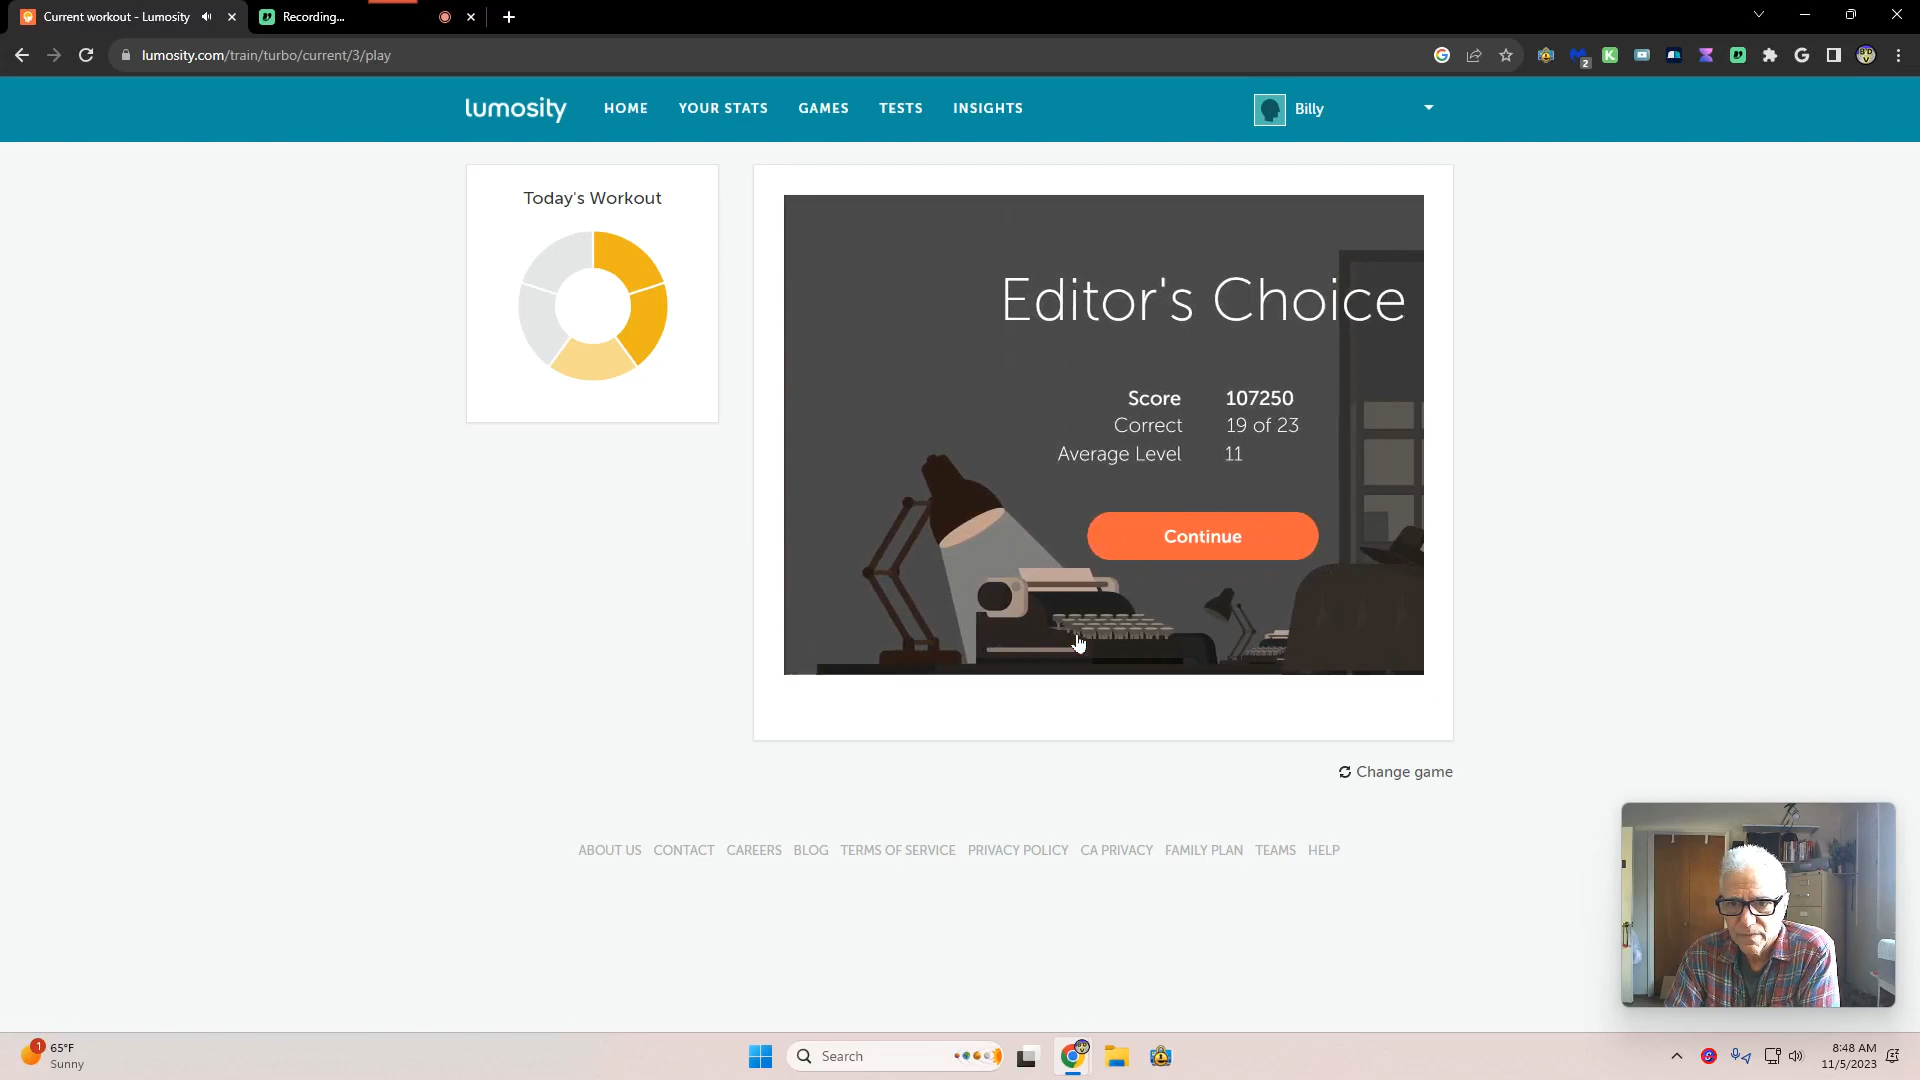 Current workout - Lumosity
Recording...
lumosity.com/train/turbo/current/3/play
2
lumosity
HOME
YOUR STATS
GAMES
TESTS
INSIGHTS
Billy
Today's Workout
Editor's Choice
Score 107250
Correct 19 of 23
Average Level 11
Continue
Change game
ABOUT US CONTACT CAREERS BLOG TERMS OF SERVICE PRIVACY POLICY CA PRIVACY FAMILY PLAN TEAMS HELP
1
65°F
Sunny
Search
8:48 AM
11/5/2023